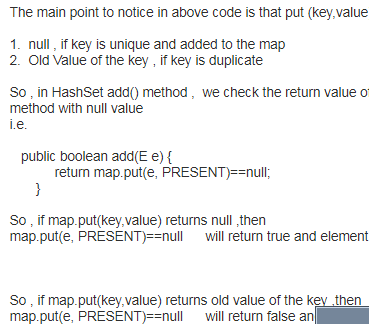 The main point to notice in above code is that put (key,value
1. null , if key is unique and added to the map
2. Old Value of the key , if key is duplicate
So , in HashSet add() method , we check the return value of
method with null value
i.e.
public boolean add(E e) {
return map.put(e, PRESENT)==null;
}
So , if map.put(key,value) returns null ,then
map.put(e, PRESENT)==null will return true and element
So , if map.put(key,value) returns old value of the key ,then
map.put(e, PRESENT)==null will return false an